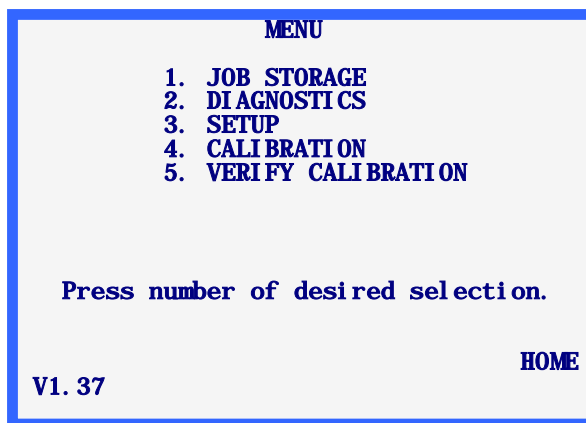 MENU
1. JOB STORAGE
2. DIAGNOSTICS
3. SETUP
4. CALIBRATION
5. VERIFY CALIBRATION
Press number of desired selection.
HOME
V1.37